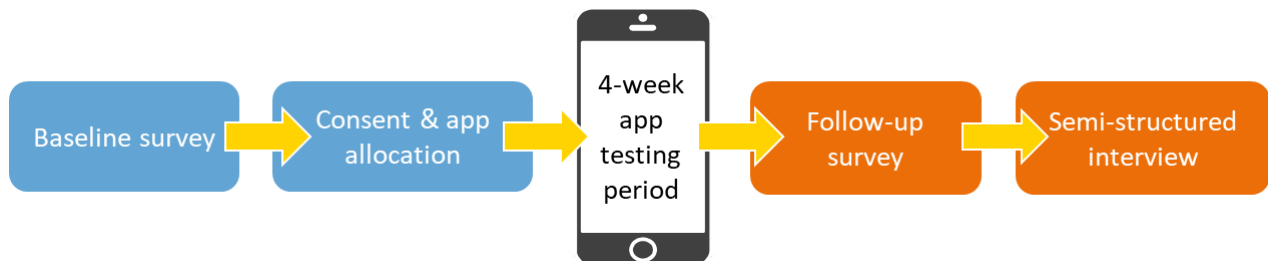 Baseline survey
Consent & app
allocation
4-week
app
testing
period
Follow-up
survey
Semi-structured
interview